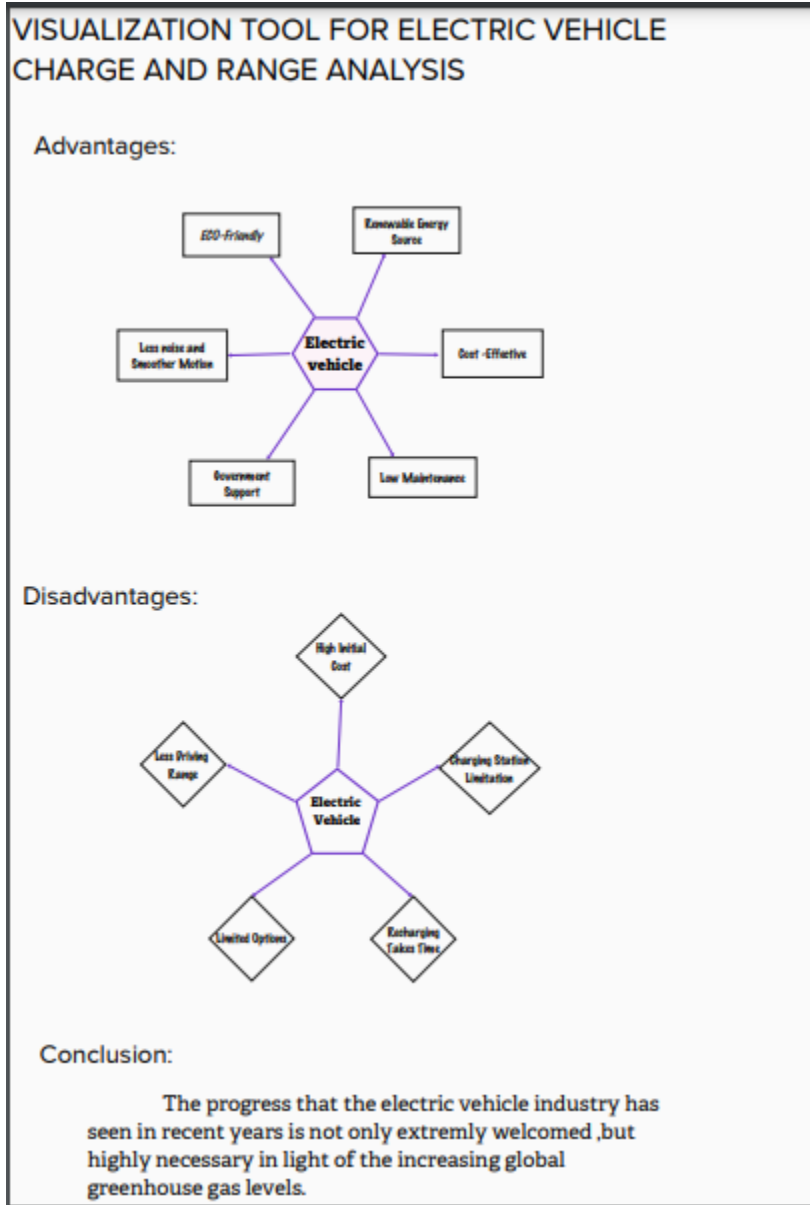 VISUALIZATION TOOL FOR ELECTRIC VEHICLE
CHARGE AND RANGE ANALYSIS
Advantages:
ECO-Friendly
Renewable Energy
Source
Less noise and
Smoother Motion
Electric
vehicle
Cost -Effective
Government
Support
Low Maintenance
Disadvantages:
High Initial
Cost
Less Driving
Range
Charging Station
Limitation
Electric
Vehicle
Limited Options
Recharging
Takes Time
Conclusion:
The progress that the electric vehicle industry has
seen in recent years is not only extremly welcomed ,but
highly necessary in light of the increasing global
greenhouse gas levels.